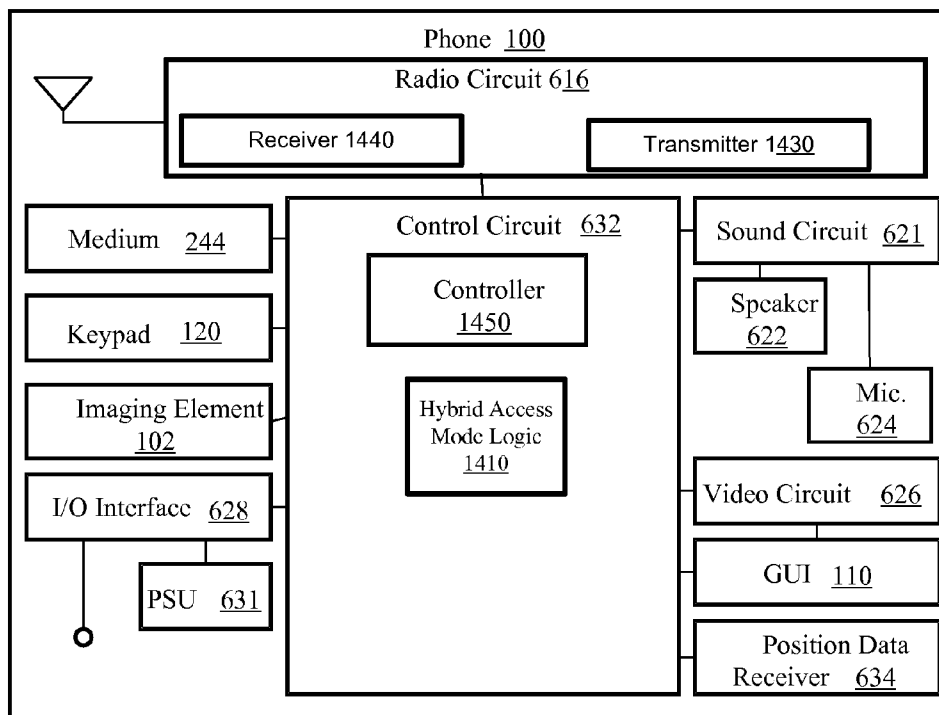 Phone 100
Radio Circuit 616
Receiver 1440
Transmitter 1430
Medium 244
Keypad 120
Imaging Element
102
I/O Interface 628
PSU 631
Control Circuit 632
Controller
1450
Hybrid Access
Mode Logic
1410
Sound Circuit 621
Speaker
622
Mic.
624
Video Circuit 626
GUI 110
Position Data
Receiver 634